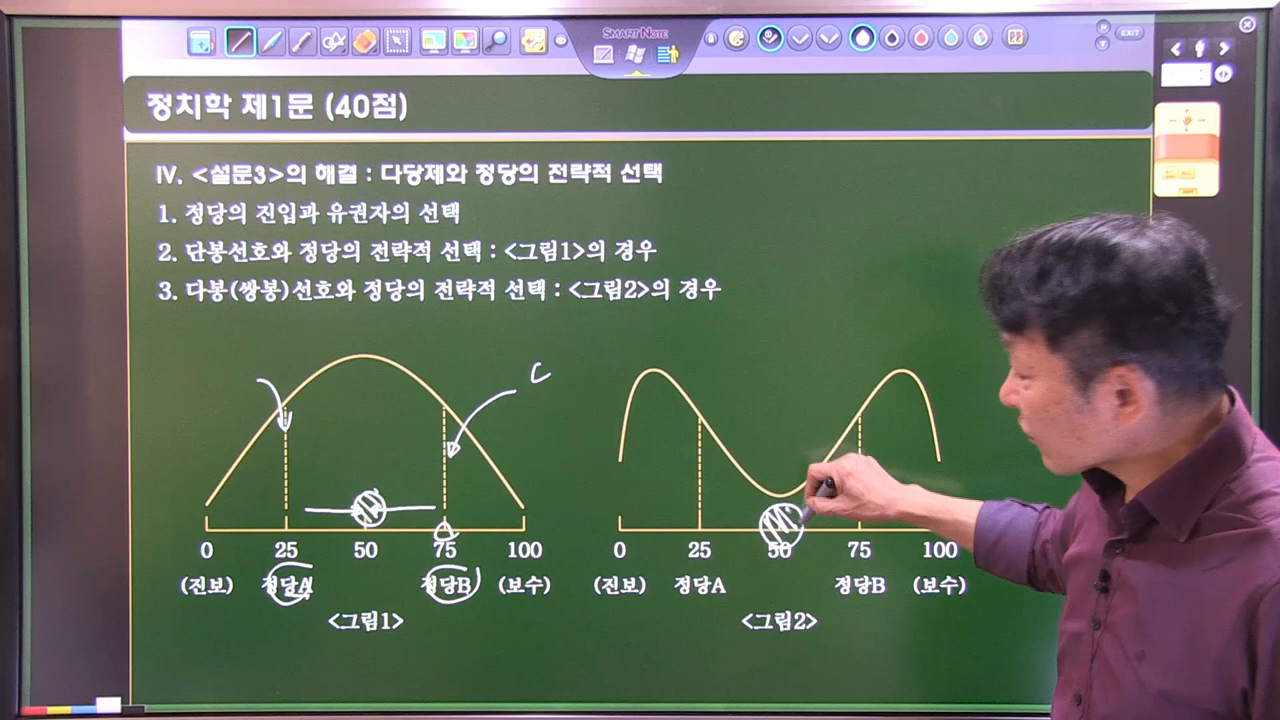 SMART NOTE
EXIT
정치학 제1문 (40점)
IV. <설문3>의 해결 : 다당제와 정당의 전략적 선택
1. 정당의 진입과 유권자의 선택
2. 단봉선호와 정당의 전략적 선택 : <그림1>의 경우
3. 다봉(쌍봉)선호와 정당의 전략적 선택 : <그림2>의 경우
C
0 25 50 75 100
(진보) 정당A 정당B (보수)
<그림1>
0 25 50 75 100
(진보) 정당A 정당B (보수)
<그림2>